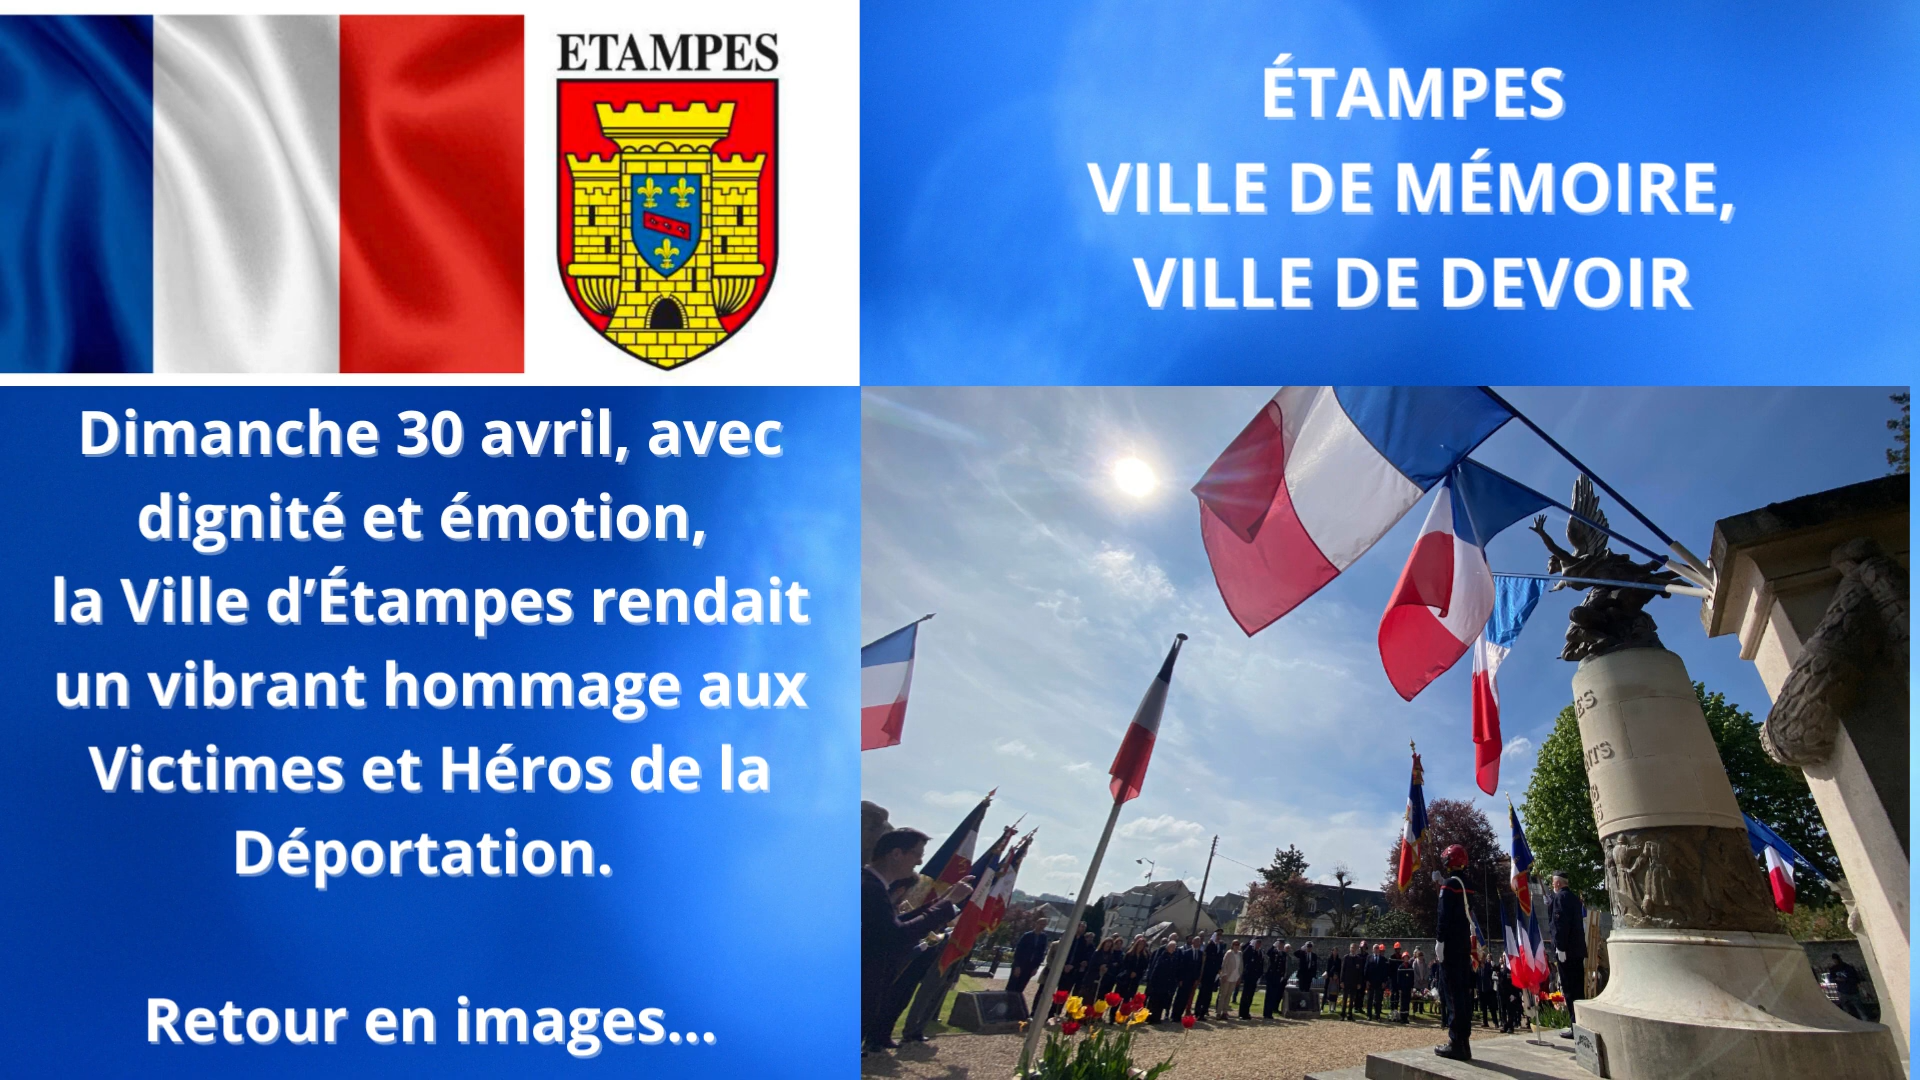 ETAMPES
ÉTAMPES
VILLE DE MÉMOIRE,
VILLE DE DEVOIR
Dimanche 30 avril, avec
dignité et émotion,
la Ville d’Étampes rendait
un vibrant hommage aux
Victimes et Héros de la
Déportation.
Retour en images...